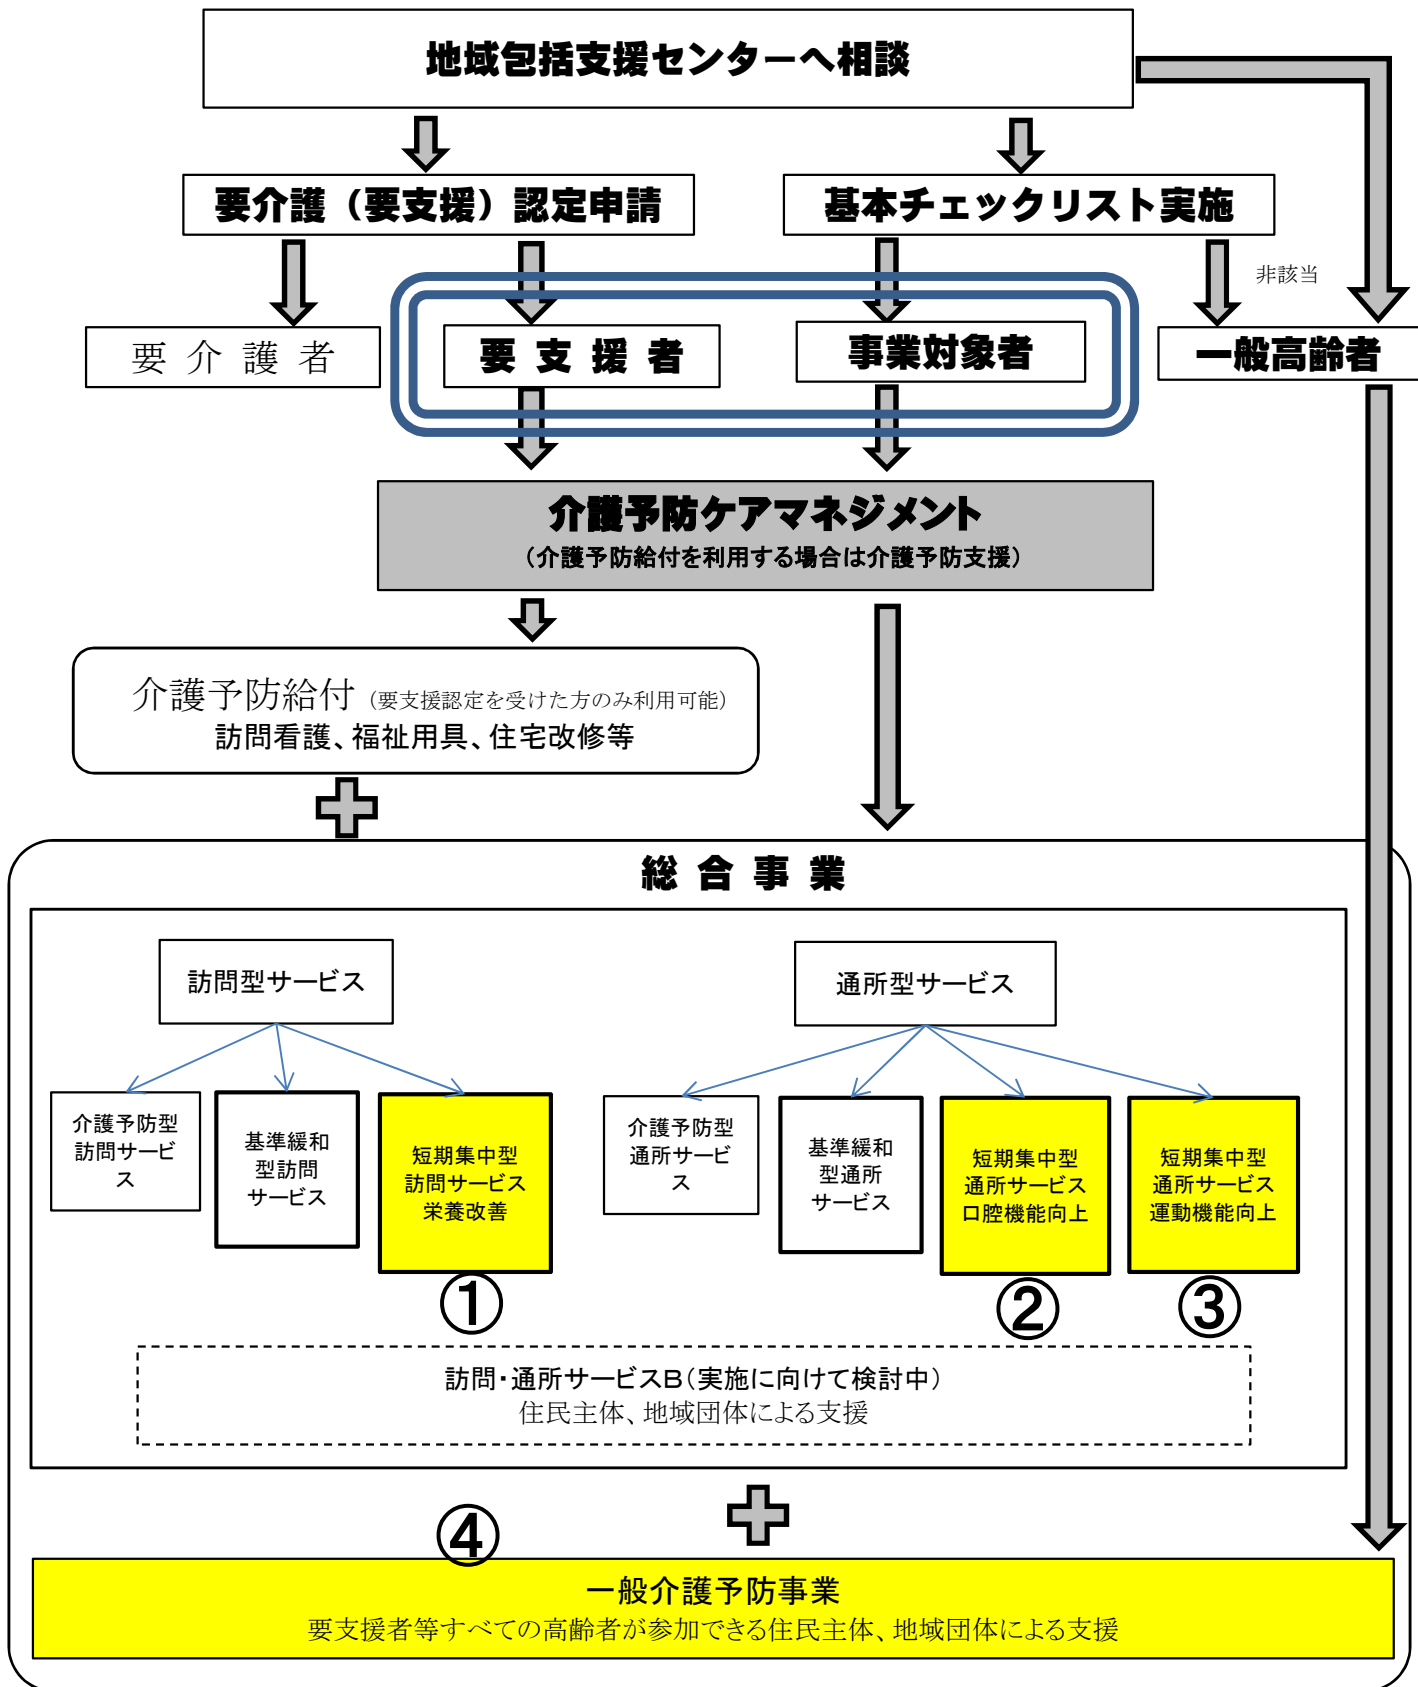 地域包括支援センターへ相談
要介護（要支援）認定申請
基本チェックリスト実施
非該当
要 介 護 者
要 支 援 者
事業対象者
一般高齢者
介護予防ケアマネジメント
（介護予防給付を利用する場合は介護予防支援）
介護予防給付（要支援認定を受けた方のみ利用可能）
訪問看護、福祉用具、住宅改修等
総 合 事 業
訪問型サービス
通所型サービス
介護予防型
訪問サービ
ス
基準緩和
型訪問
サービス
短期集中型
訪問サービス
栄養改善
介護予防型
通所サービ
ス
基準緩和
型通所
サービス
短期集中型
通所サービス
口腔機能向上
短期集中型
通所サービス
運動機能向上
①
②
③
訪問・通所サービスB（実施に向けて検討中）
住民主体、地域団体による支援
④
一般介護予防事業
要支援者等すべての高齢者が参加できる住民主体、地域団体による支援